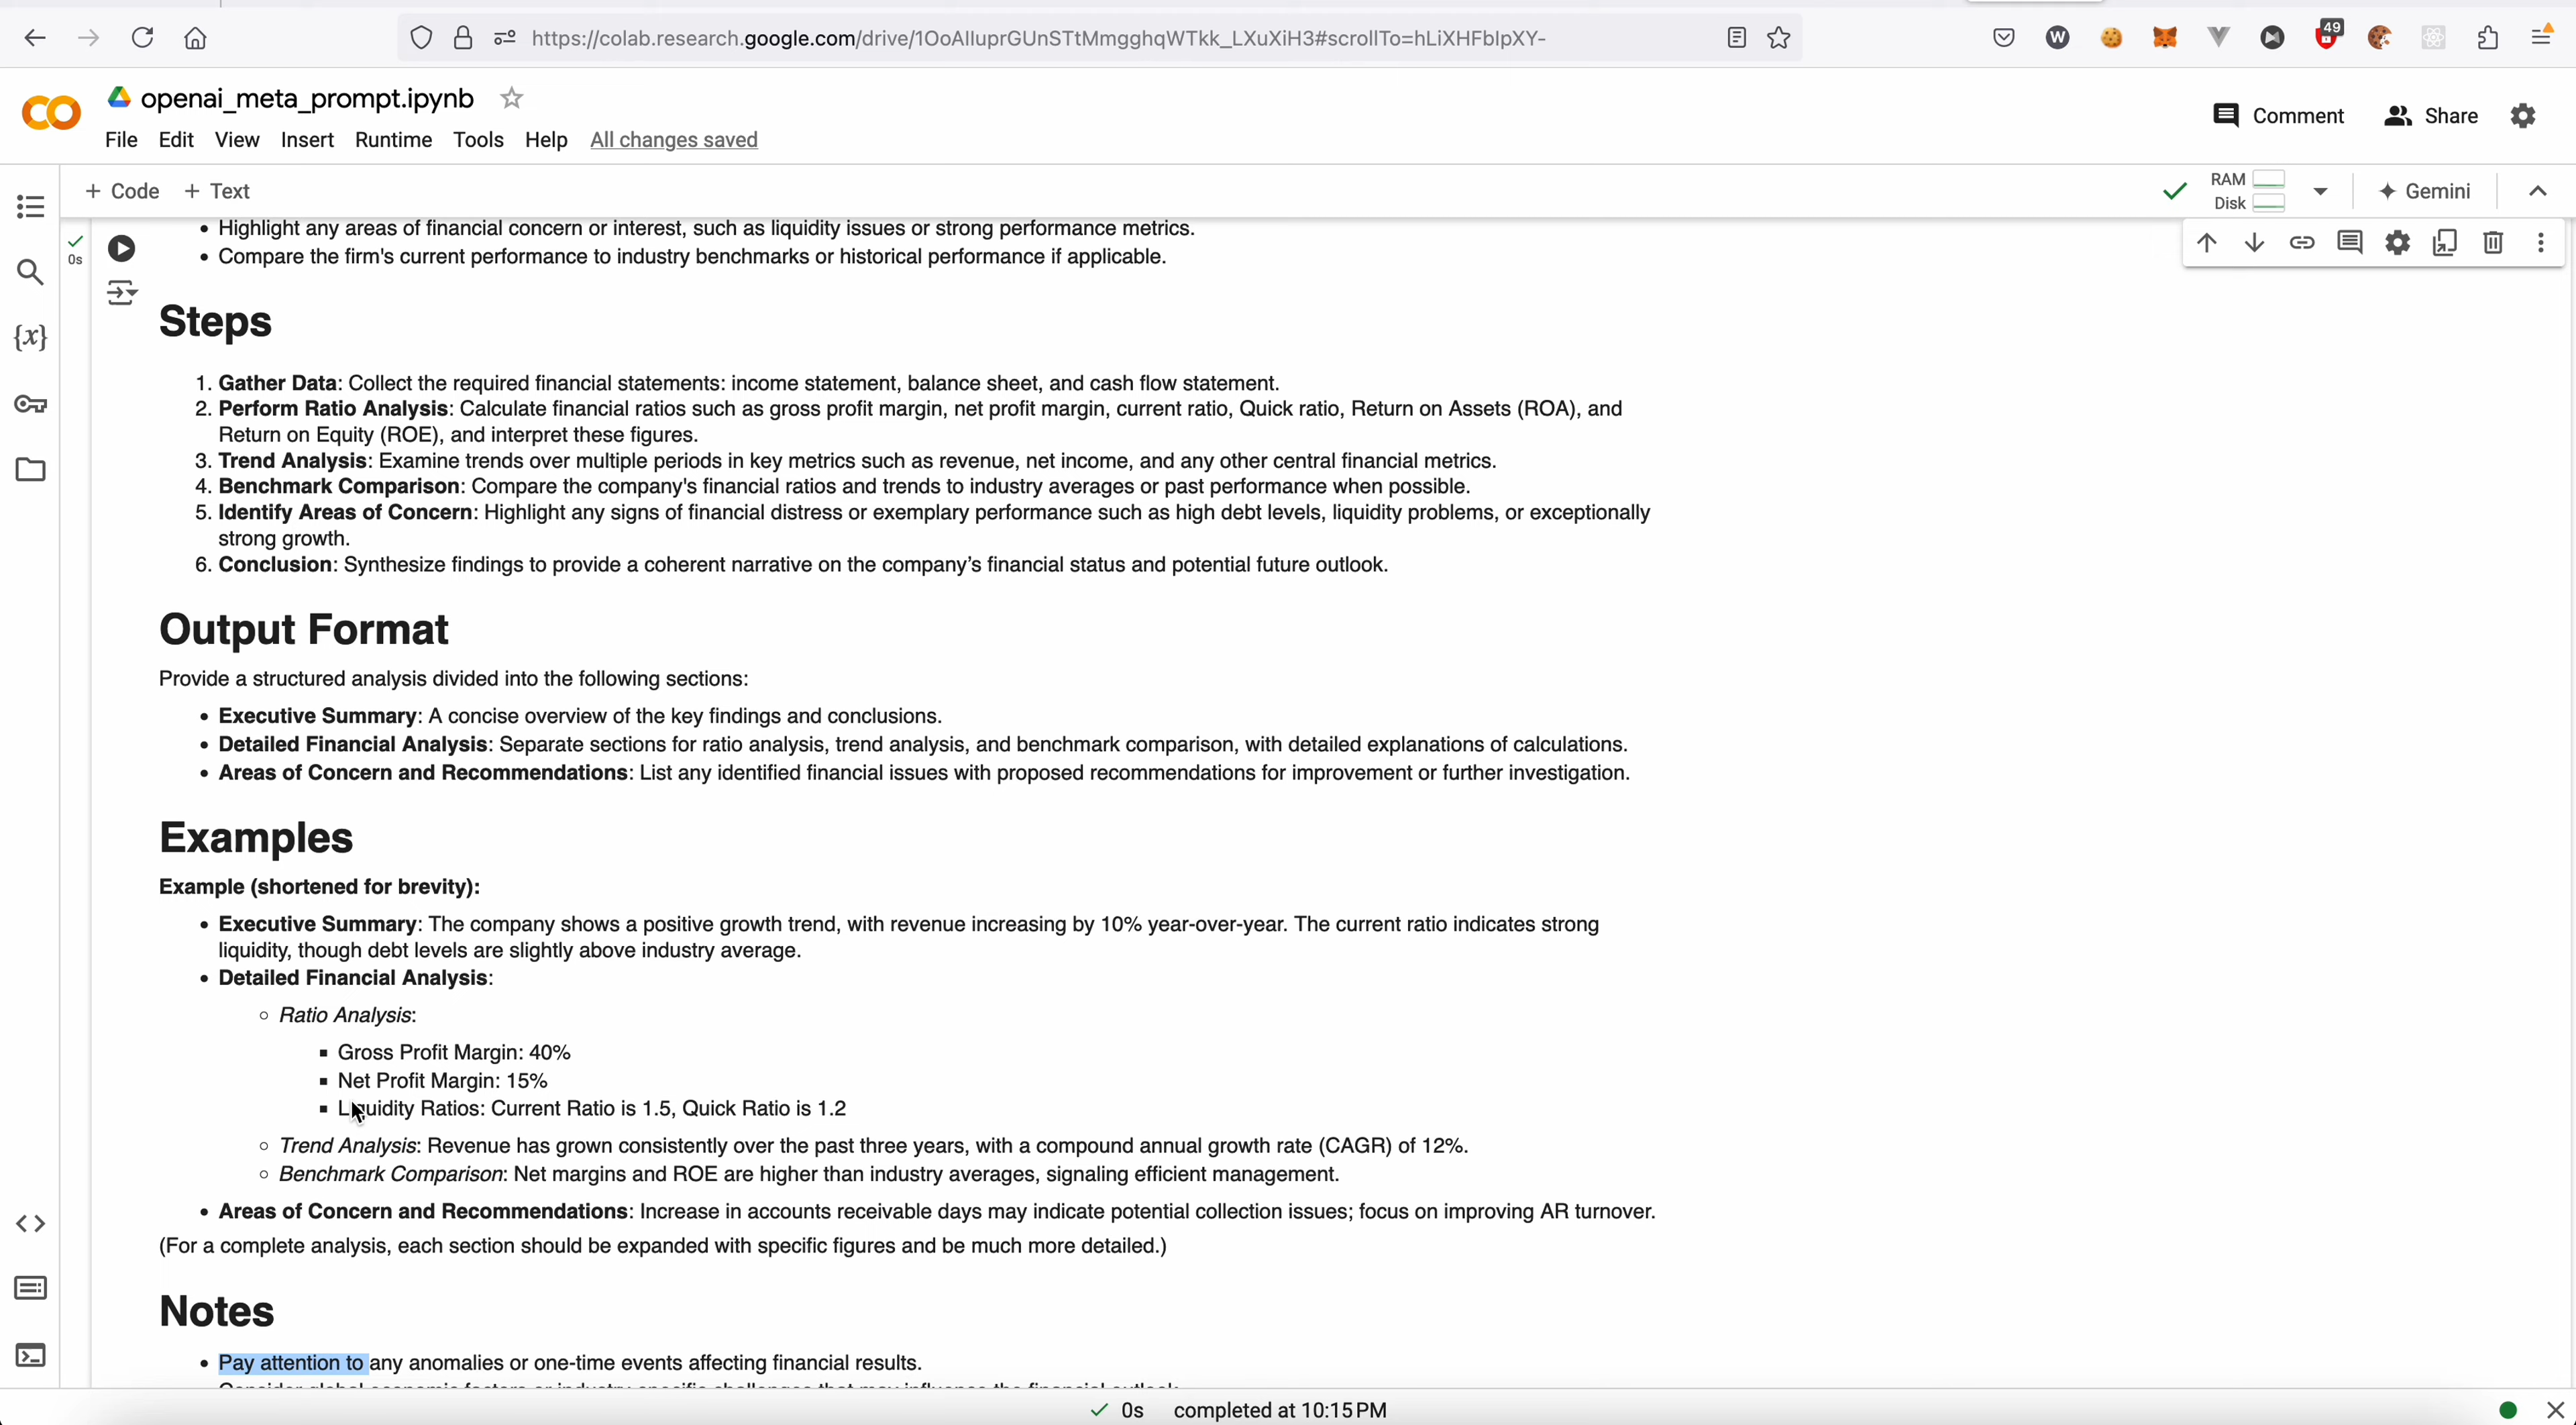 https://colab.research.google.com/drive/1OoAIIuprGUnSTtMmgghqWTkk_LXuXiH3#scrollTo=hLiXHFbIpXY-
W
49
openai_meta_prompt.ipynb
File Edit View Insert Runtime Tools Help All changes saved
Comment Share
+ Code + Text
RAM
Disk
Gemini
0s
• Highlight any areas of financial concern or interest, such as liquidity issues or strong performance metrics.
• Compare the firm's current performance to industry benchmarks or historical performance if applicable.
Steps
1. Gather Data: Collect the required financial statements: income statement, balance sheet, and cash flow statement.
2. Perform Ratio Analysis: Calculate financial ratios such as gross profit margin, net profit margin, current ratio, Quick ratio, Return on Assets (ROA), and
Return on Equity (ROE), and interpret these figures.
3. Trend Analysis: Examine trends over multiple periods in key metrics such as revenue, net income, and any other central financial metrics.
4. Benchmark Comparison: Compare the company's financial ratios and trends to industry averages or past performance when possible.
5. Identify Areas of Concern: Highlight any signs of financial distress or exemplary performance such as high debt levels, liquidity problems, or exceptionally
strong growth.
6. Conclusion: Synthesize findings to provide a coherent narrative on the company’s financial status and potential future outlook.
Output Format
Provide a structured analysis divided into the following sections:
• Executive Summary: A concise overview of the key findings and conclusions.
• Detailed Financial Analysis: Separate sections for ratio analysis, trend analysis, and benchmark comparison, with detailed explanations of calculations.
• Areas of Concern and Recommendations: List any identified financial issues with proposed recommendations for improvement or further investigation.
Examples
Example (shortened for brevity):
• Executive Summary: The company shows a positive growth trend, with revenue increasing by 10% year-over-year. The current ratio indicates strong
liquidity, though debt levels are slightly above industry average.
• Detailed Financial Analysis:
◦ Ratio Analysis:
▪ Gross Profit Margin: 40%
▪ Net Profit Margin: 15%
▪ Liquidity Ratios: Current Ratio is 1.5, Quick Ratio is 1.2
◦ Trend Analysis: Revenue has grown consistently over the past three years, with a compound annual growth rate (CAGR) of 12%.
◦ Benchmark Comparison: Net margins and ROE are higher than industry averages, signaling efficient management.
• Areas of Concern and Recommendations: Increase in accounts receivable days may indicate potential collection issues; focus on improving AR turnover.
(For a complete analysis, each section should be expanded with specific figures and be much more detailed.)
Notes
• Pay attention to any anomalies or one-time events affecting financial results.
0s completed at 10:15 PM